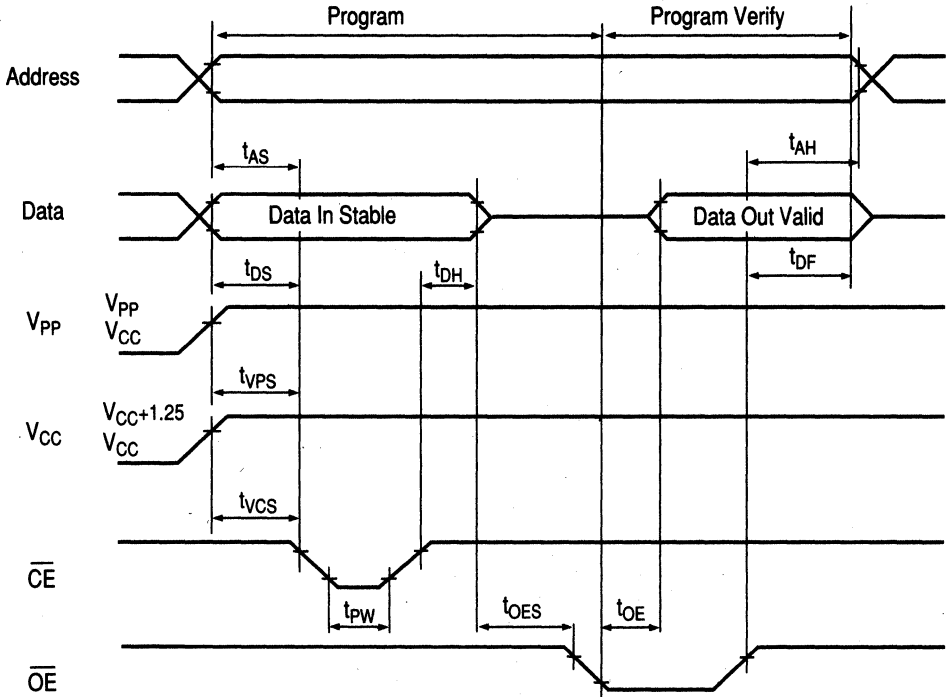 Program
Program Verify
Address
tAS
tAH
Data
Data In Stable
Data Out Valid
tDS
tDH
tDF
VPP
VPP
VCC
tVPS
VCC
VCC+1.25
VCC
tVCS
CE
tPW
tOES
tOE
OE